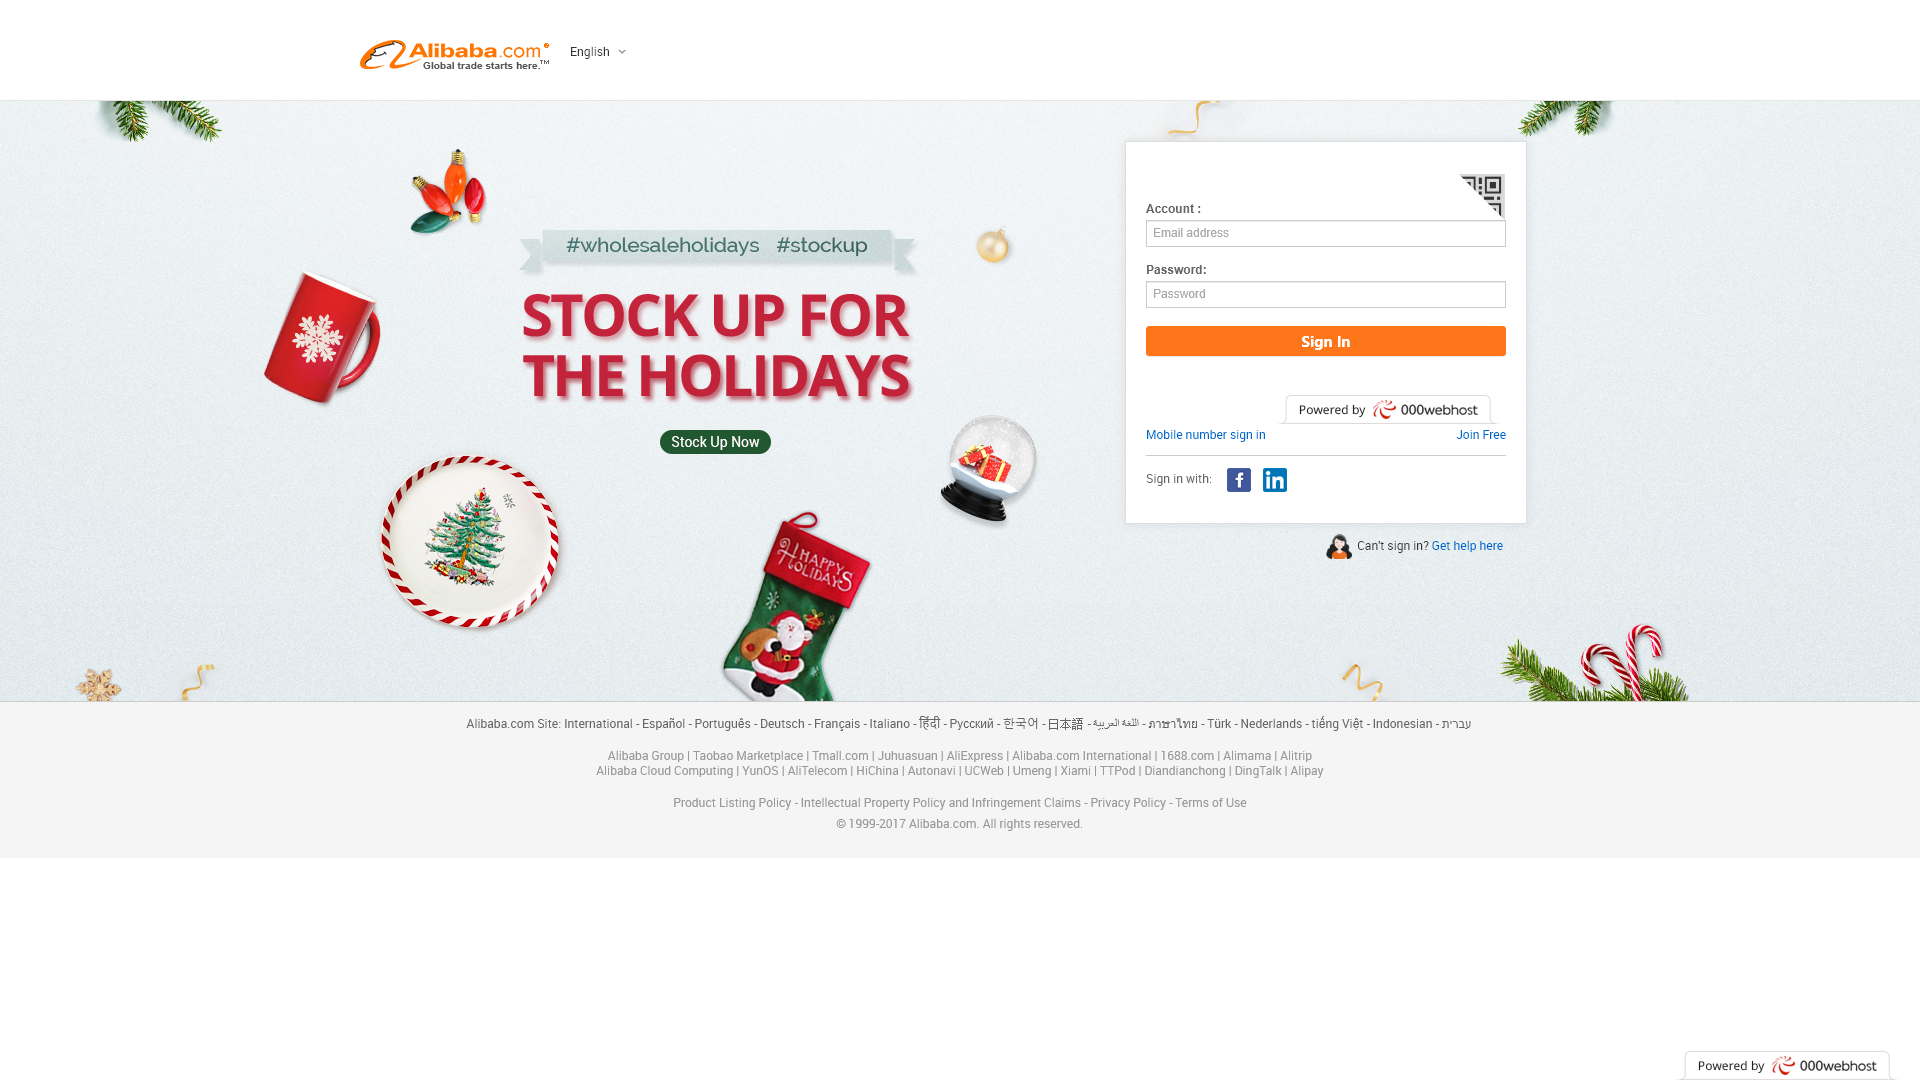 Alibaba.com®
Global trade starts here.™
English
#wholesaleholidays #stockup
STOCK UP FOR
THE HOLIDAYS
Stock Up Now
HAPPY
HOLIDAYS
Account :
Email address
Password:
Password
Sign In
Powered by 000webhost
Mobile number sign in
Join Free
Sign in with:
f
in
Can't sign in? Get help here
Alibaba.com Site: International - Español - Português - Deutsch - Français - Italiano - हिंदी - Pусский - 한국어 - 日本語 - اللغة العربية - ภาษาไทย - Türk - Nederlands - tiếng Việt - Indonesian - עברית
Alibaba Group | Taobao Marketplace | Tmall.com | Juhuasuan | AliExpress | Alibaba.com International | 1688.com | Alimama | Alitrip
Alibaba Cloud Computing | YunOS | AliTelecom | HiChina | Autonavi | UCWeb | Umeng | Xiami | TTPod | Diandianchong | DingTalk | Alipay
Product Listing Policy - Intellectual Property Policy and Infringement Claims - Privacy Policy - Terms of Use
© 1999-2017 Alibaba.com. All rights reserved.
Powered by 000webhost